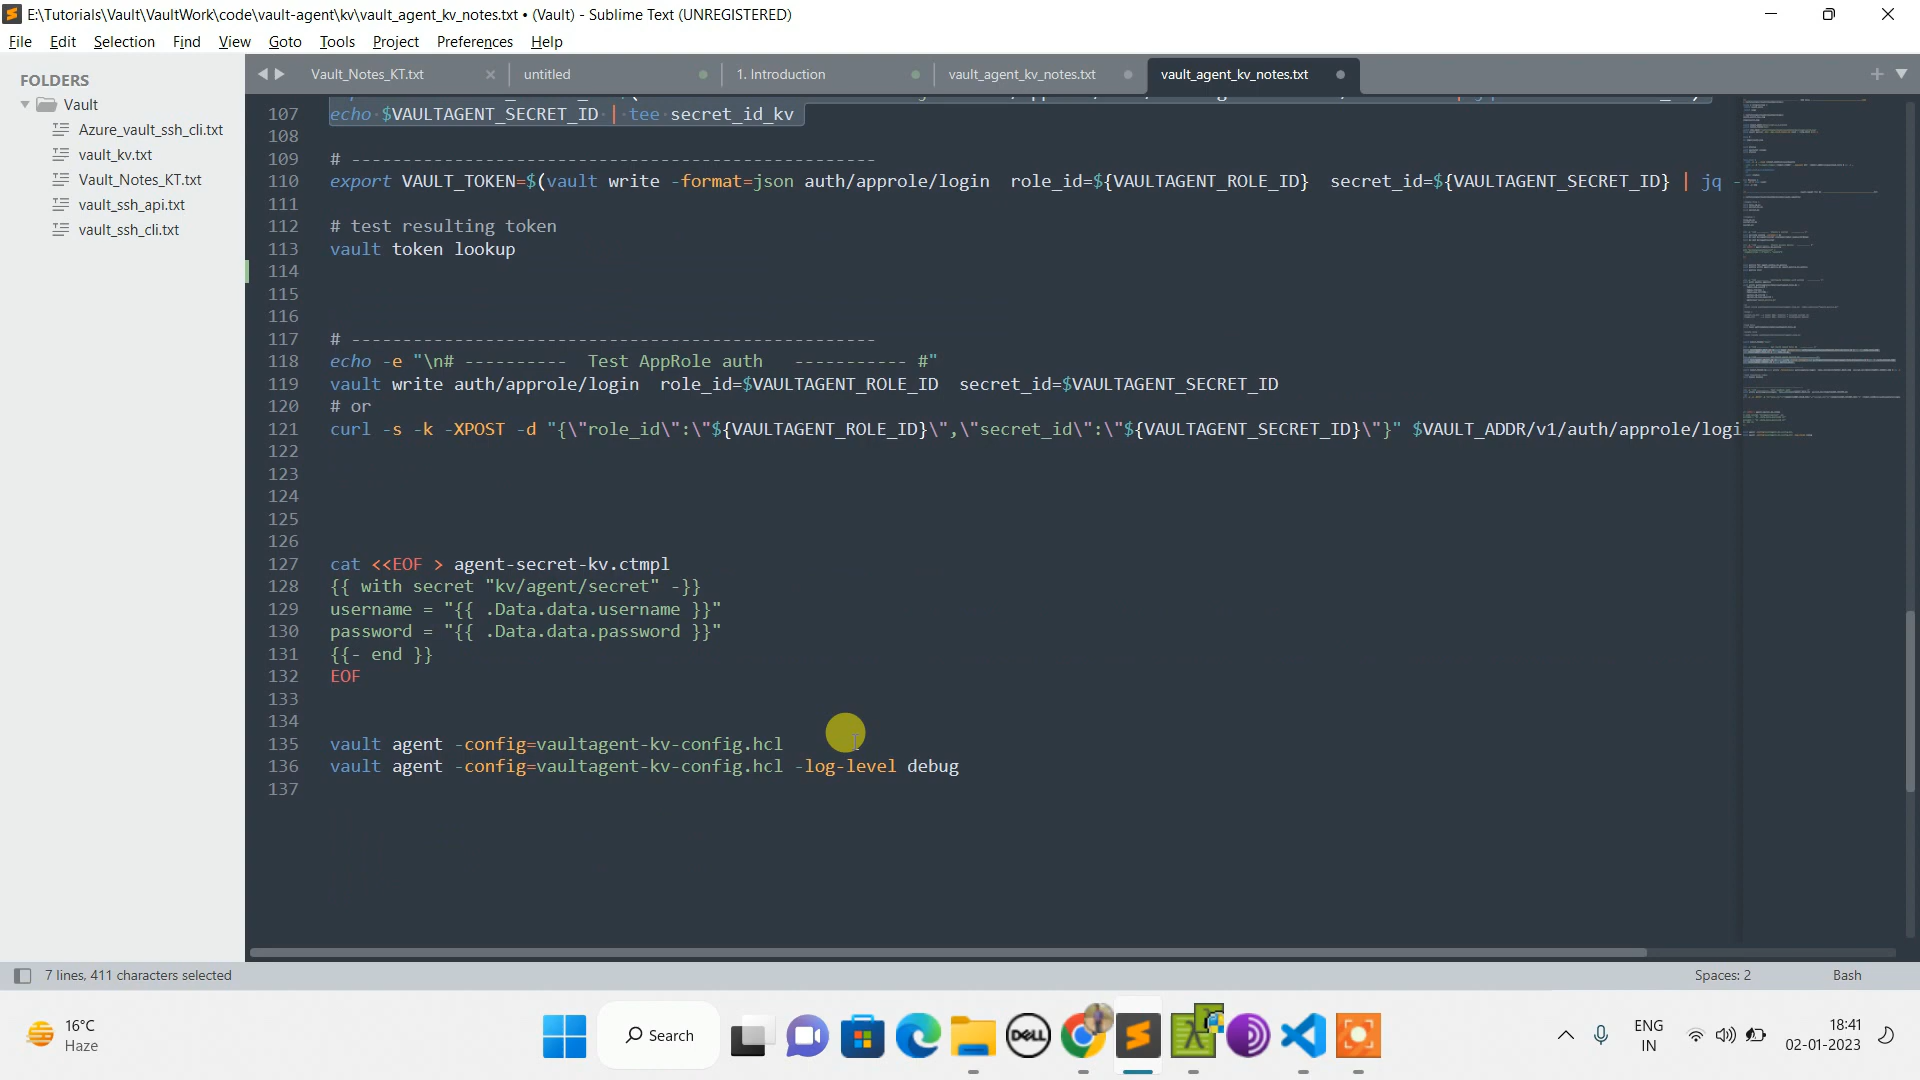 E:\Tutorials\Vault\VaultWork\code\vault-agent\kv\vault_agent_kv_notes.txt • (Vault) - Sublime Text (UNREGISTERED)
File Edit Selection Find View Goto Tools Project Preferences Help
FOLDERS
Vault
Azure_vault_ssh_cli.txt
vault_kv.txt
Vault_Notes_KT.txt
vault_ssh_api.txt
vault_ssh_cli.txt
Vault_Notes_KT.txt untitled 1. Introduction vault_agent_kv_notes.txt vault_agent_kv_notes.txt
107 echo $VAULTAGENT_SECRET_ID | tee secret_id_kv
108
109 # ---------------------------------------------------
110 export VAULT_TOKEN=$(vault write -format=json auth/approle/login  role_id=${VAULTAGENT_ROLE_ID}  secret_id=${VAULTAGENT_SECRET_ID} | jq -
111
112 # test resulting token
113 vault token lookup
114
115
116
117 # ---------------------------------------------------
118 echo -e "\n# ----------  Test AppRole auth   ----------- #"
119 vault write auth/approle/login  role_id=$VAULTAGENT_ROLE_ID  secret_id=$VAULTAGENT_SECRET_ID
120 # or
121 curl -s -k -XPOST -d "{\"role_id\":\"${VAULTAGENT_ROLE_ID}\",\"secret_id\":\"${VAULTAGENT_SECRET_ID}\"}" $VAULT_ADDR/v1/auth/approle/logi
122
123
124
125
126
127 cat <<EOF > agent-secret-kv.ctmpl
128 {{ with secret "kv/agent/secret" -}}
129 username = "{{ .Data.data.username }}"
130 password = "{{ .Data.data.password }}"
131 {{- end }}
132 EOF
133
134
135 vault agent -config=vaultagent-kv-config.hcl
136 vault agent -config=vaultagent-kv-config.hcl -log-level debug
137
7 lines, 411 characters selected Spaces: 2 Bash
16°C
Haze
Search
DELL
ENG
IN
18:41
02-01-2023